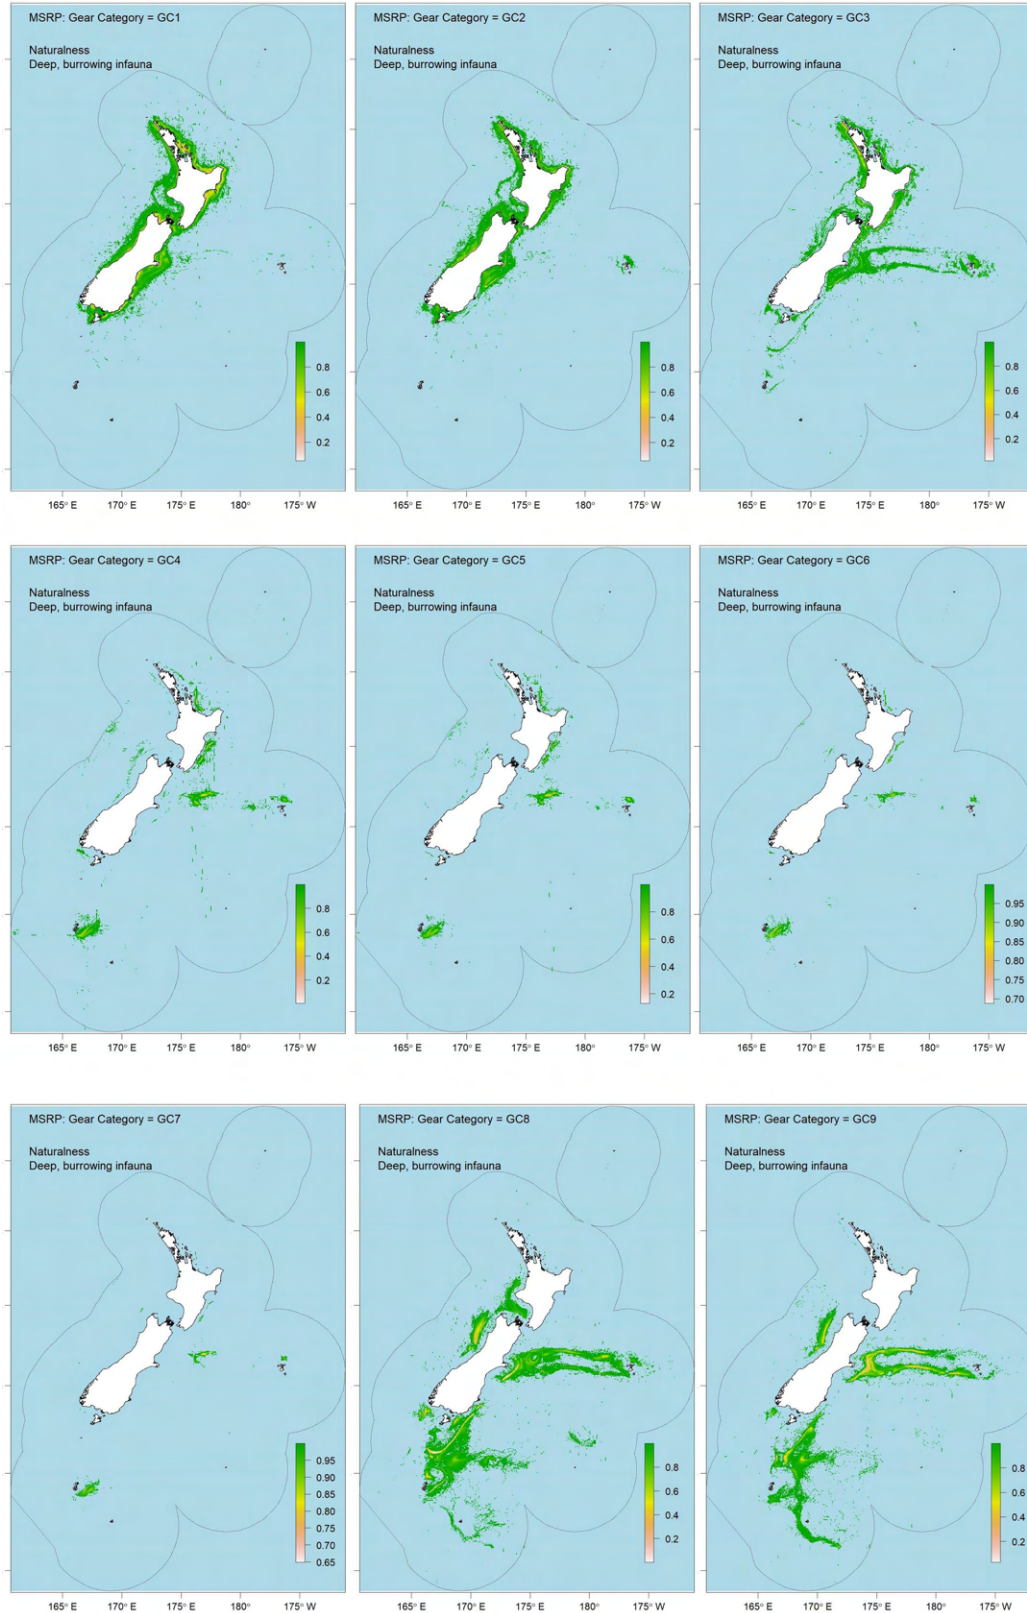 MSRP: Gear Category = GC1
Naturalness
Deep, burrowing infauna
0.8
0.6
0.4
0.2
165° E 170° E 175° E 180° 175° W
MSRP: Gear Category = GC2
Naturalness
Deep, burrowing infauna
0.8
0.6
0.4
0.2
165° E 170° E 175° E 180° 175° W
MSRP: Gear Category = GC3
Naturalness
Deep, burrowing infauna
0.8
0.6
0.4
0.2
165° E 170° E 175° E 180° 175° W
MSRP: Gear Category = GC4
Naturalness
Deep, burrowing infauna
0.8
0.6
0.4
0.2
165° E 170° E 175° E 180° 175° W
MSRP: Gear Category = GC5
Naturalness
Deep, burrowing infauna
0.8
0.6
0.4
0.2
165° E 170° E 175° E 180° 175° W
MSRP: Gear Category = GC6
Naturalness
Deep, burrowing infauna
0.95
0.90
0.85
0.80
0.75
0.70
165° E 170° E 175° E 180° 175° W
MSRP: Gear Category = GC7
Naturalness
Deep, burrowing infauna
0.95
0.90
0.85
0.80
0.75
0.70
0.65
165° E 170° E 175° E 180° 175° W
MSRP: Gear Category = GC8
Naturalness
Deep, burrowing infauna
0.8
0.6
0.4
0.2
165° E 170° E 175° E 180° 175° W
MSRP: Gear Category = GC9
Naturalness
Deep, burrowing infauna
0.8
0.6
0.4
0.2
165° E 170° E 175° E 180° 175° W